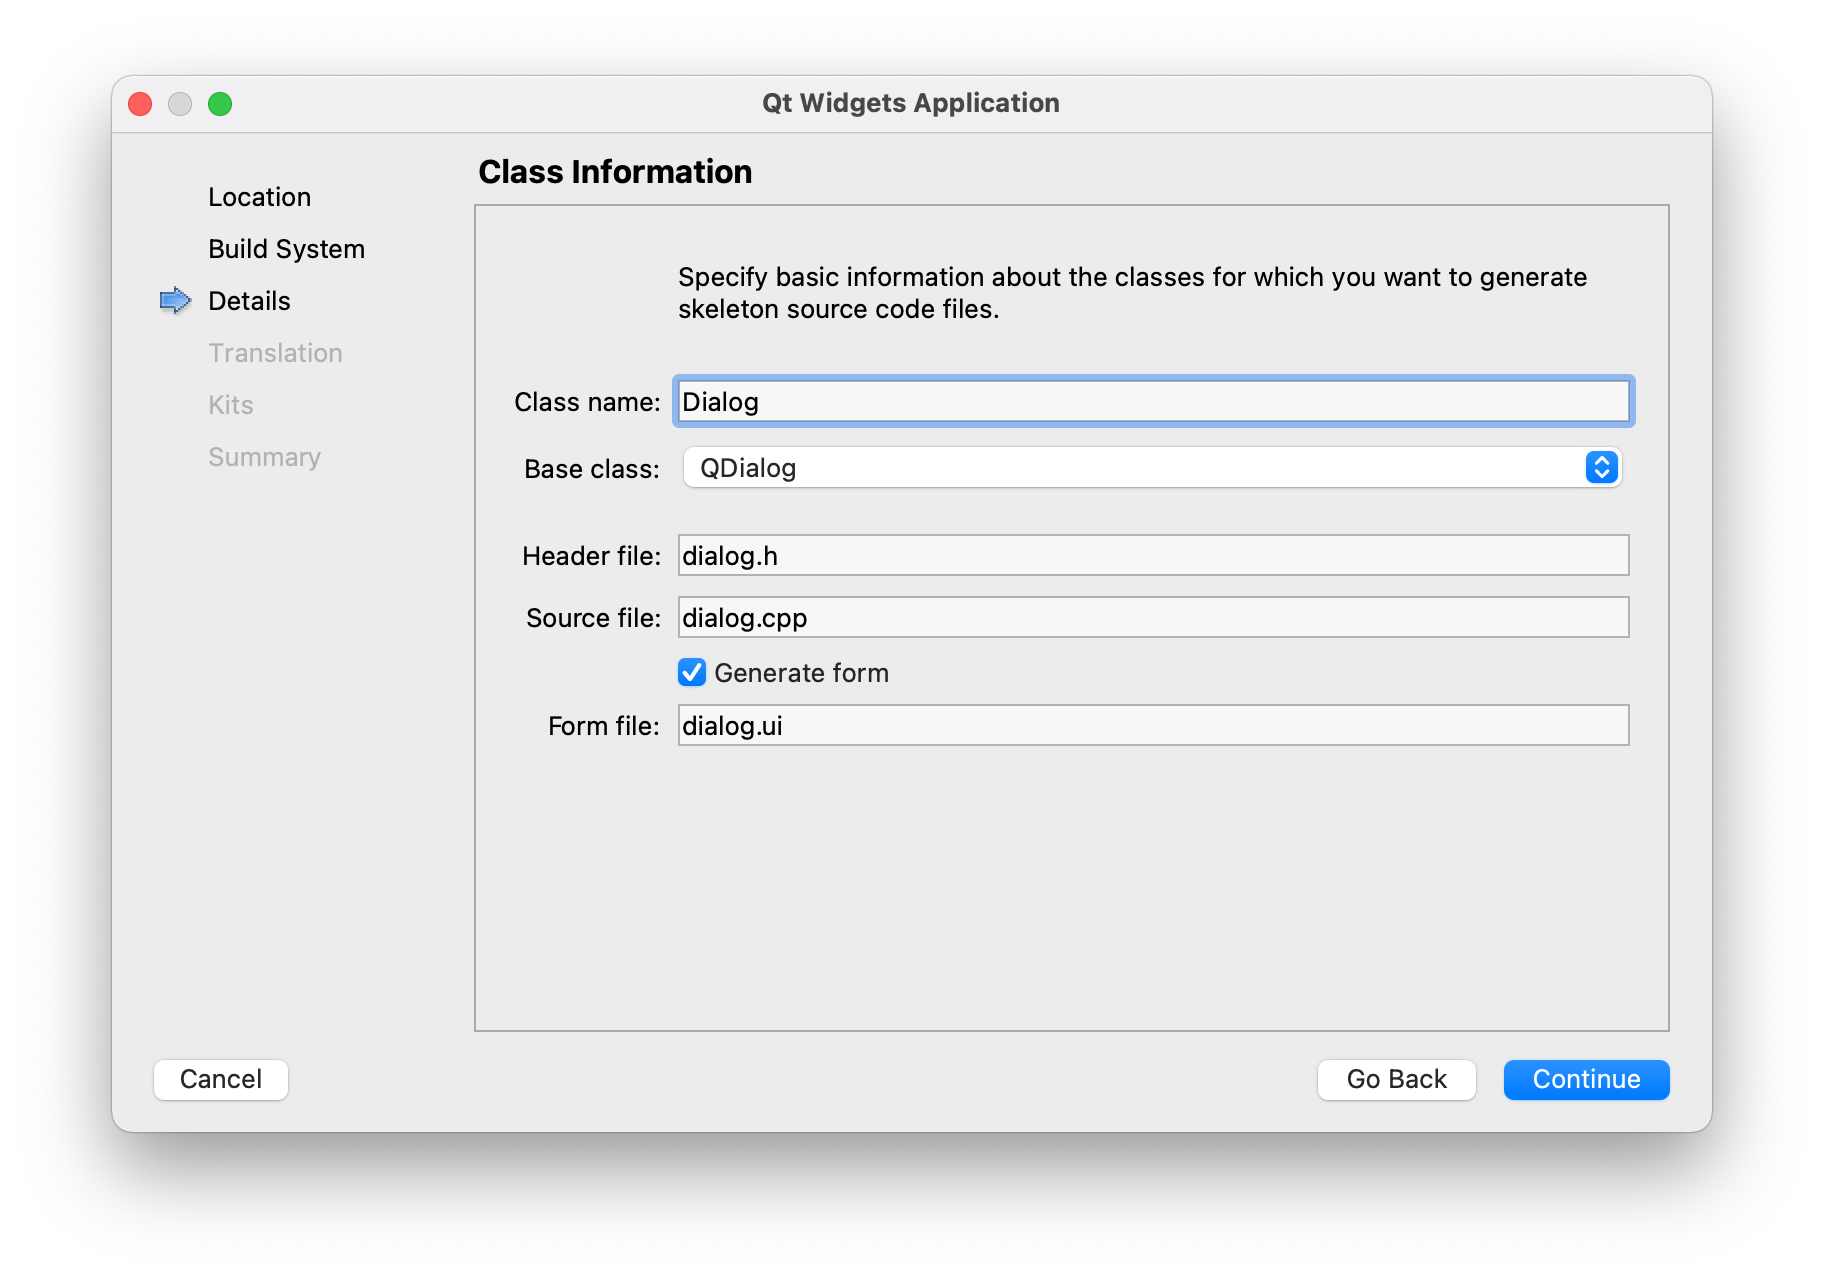 Qt Widgets Application
Location
Build System
Details
Translation
Kits
Summary
Class Information
Specify basic information about the classes for which you want to generate
skeleton source code files.
Class name: Dialog
Base class: QDialog
Header file: dialog.h
Source file: dialog.cpp
Generate form
Form file: dialog.ui
Cancel
Go Back
Continue